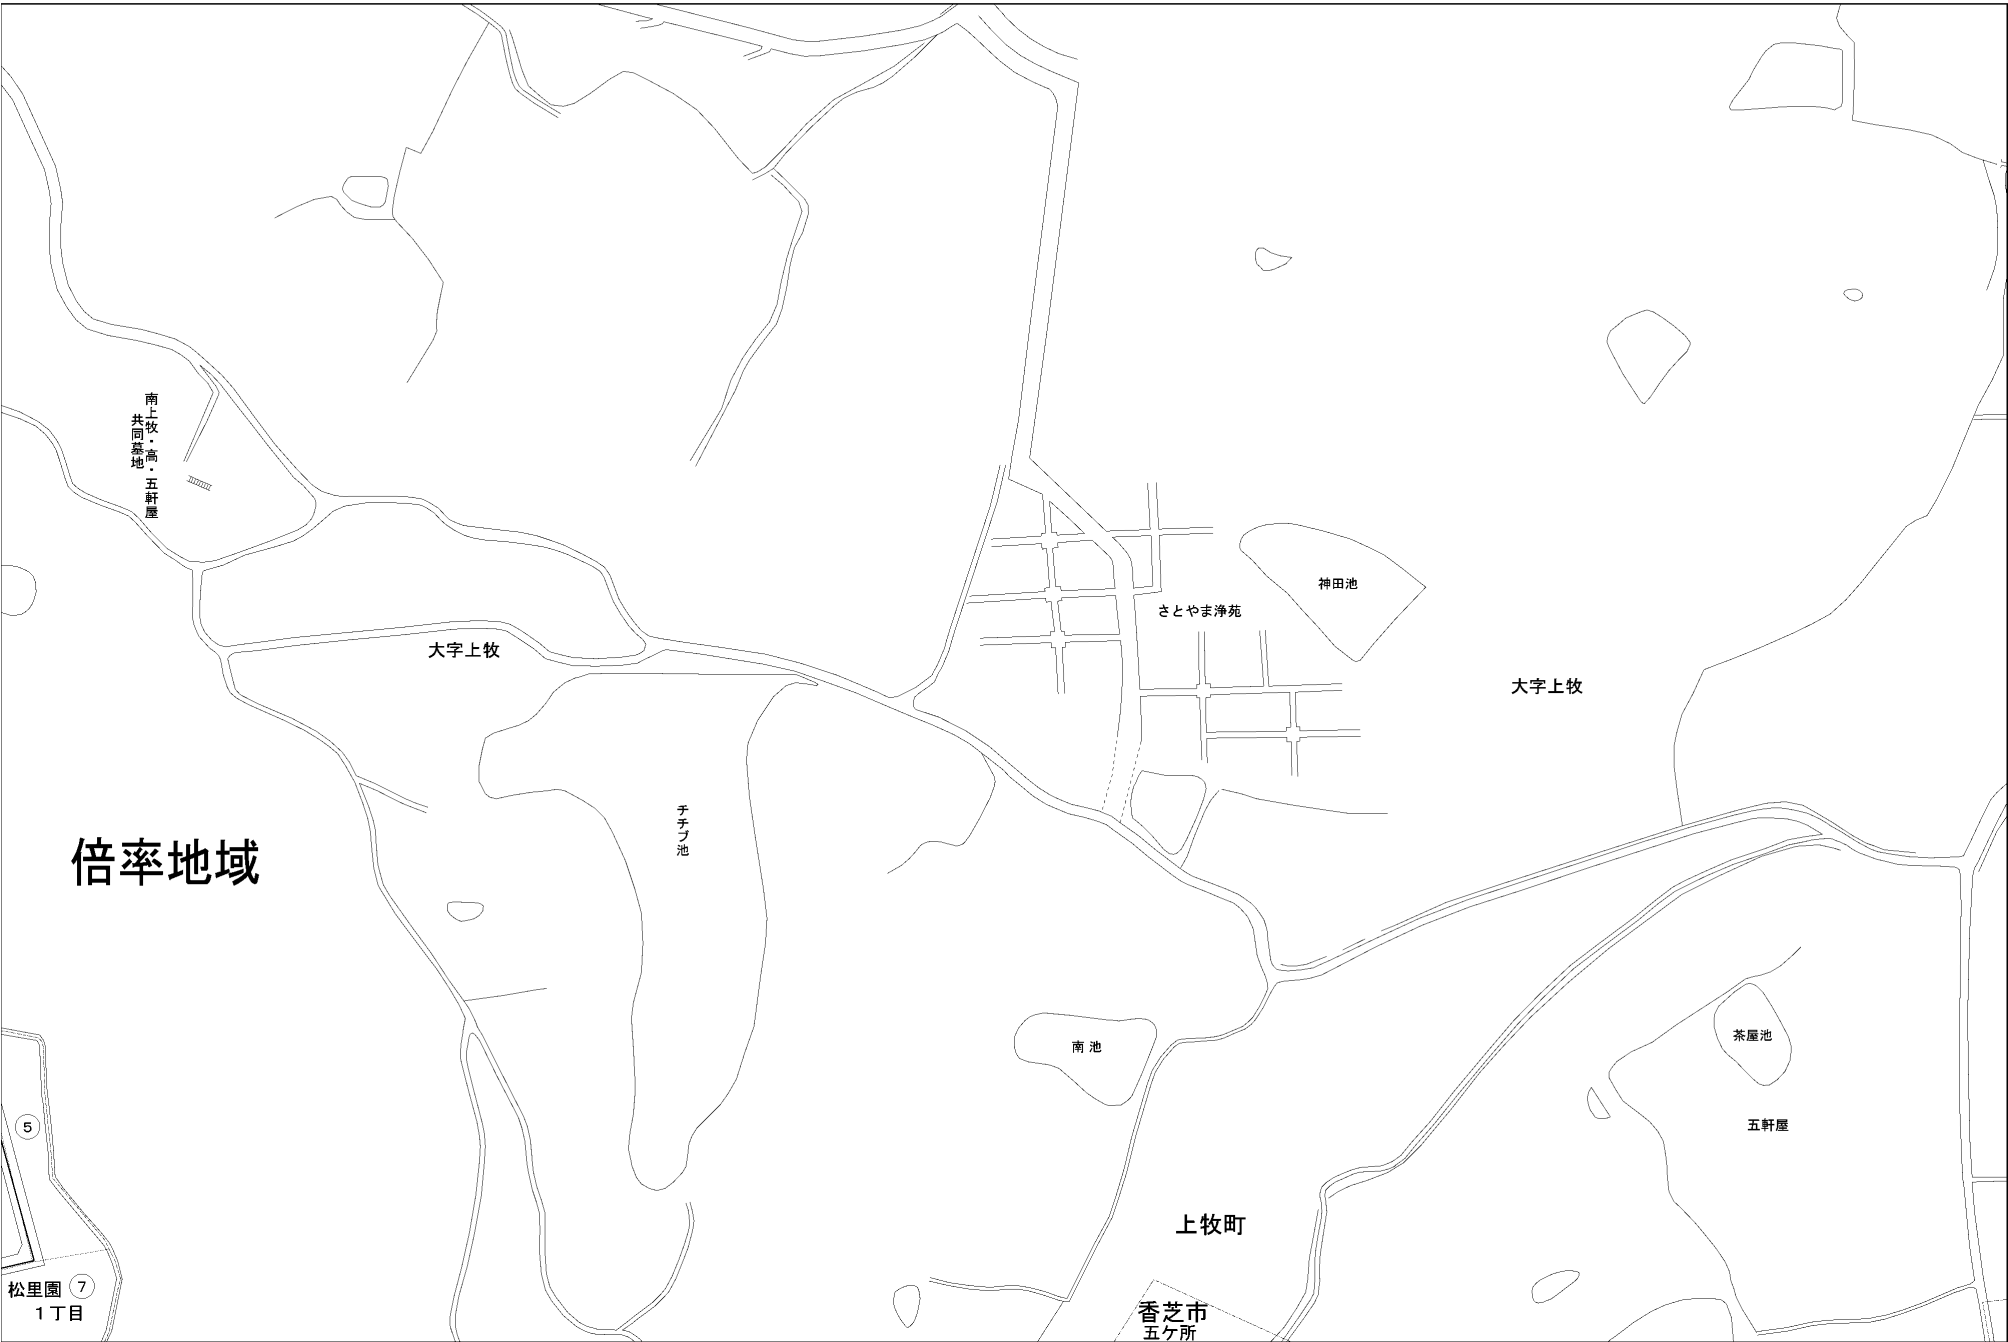 南上牧・高・五軒屋
共同墓地
神田池
さとやま浄苑
大字上牧
大字上牧
チチブ池
倍率地域
南池
茶屋池
5
五軒屋
上牧町
松里園 7
1丁目
香芝市
五ケ所